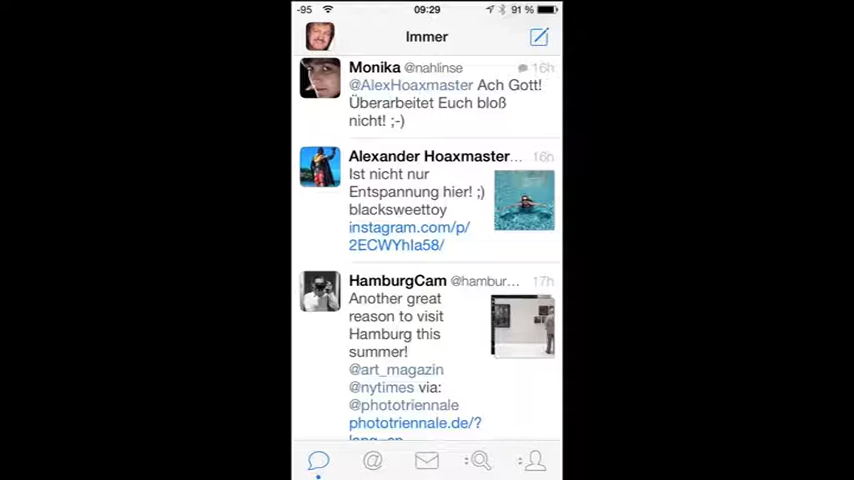 -95 09:29 91 %
Immer
Monika @nahlinse 16h
@AlexHoaxmaster Ach Gott!
Überarbeitet Euch bloß
nicht! ;-)
Alexander Hoaxmaster... 16h
Ist nicht nur
Entspannung hier! ;)
blacksweettoy
instagram.com/p/
2ECWYhIa58/
HamburgCam @hambur... 17h
Another great
reason to visit
Hamburg this
summer!
@art_magazin
@nytimes via:
@phototriennale
phototriennale.de/?